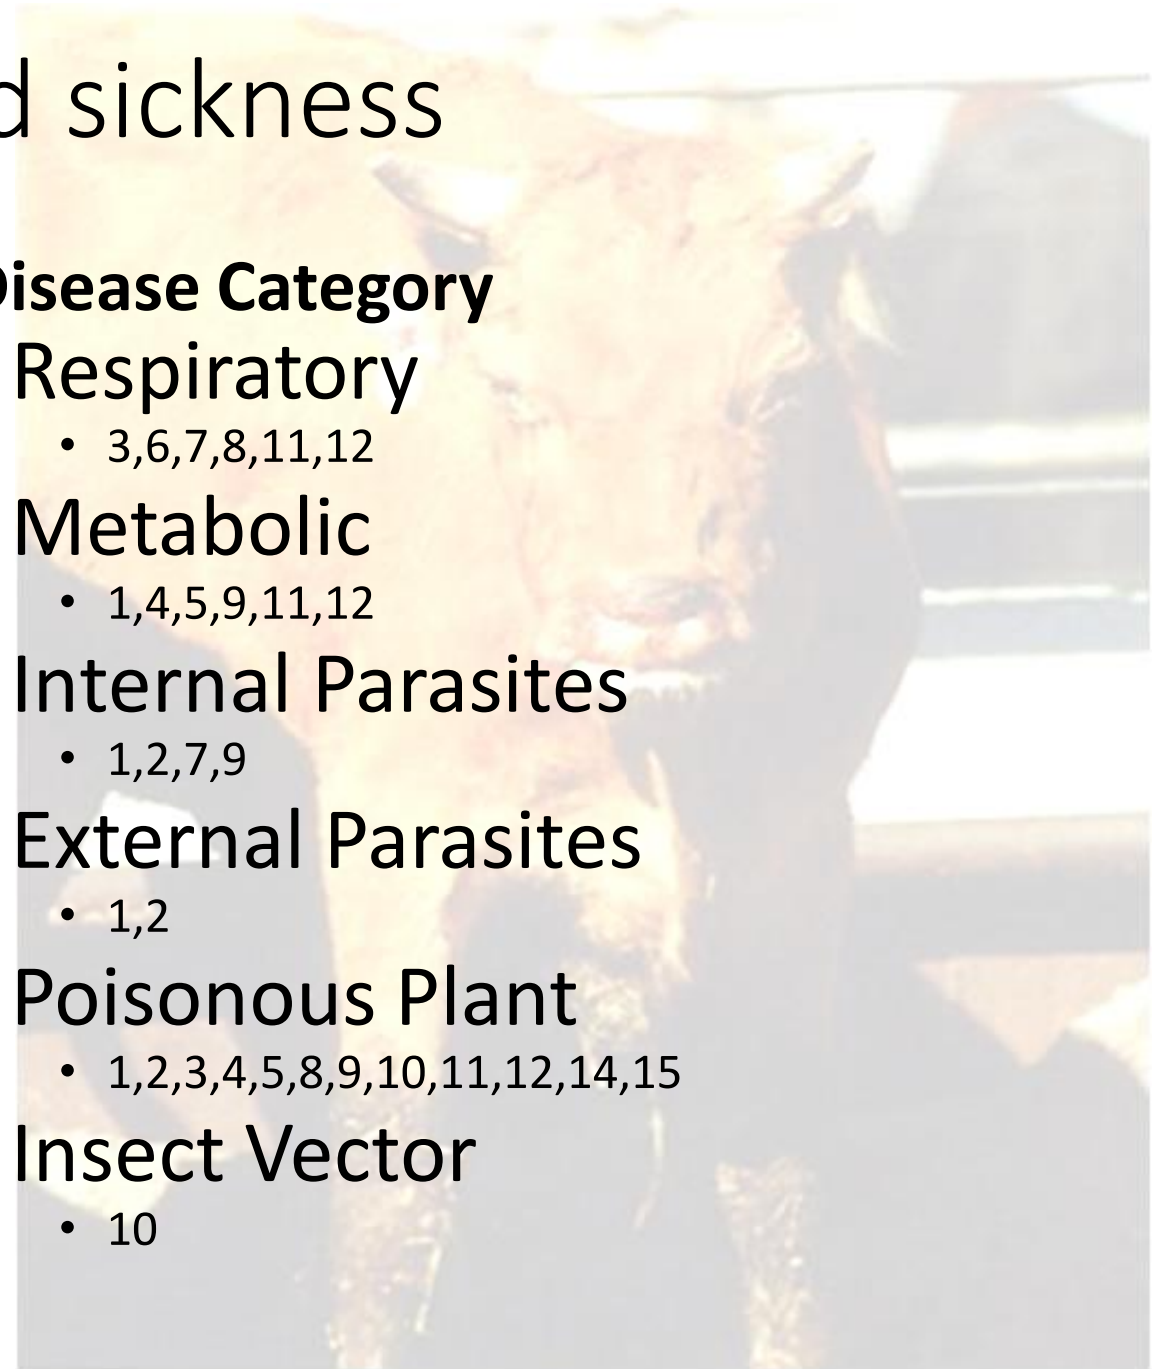 d sickness
Disease Category
Respiratory
• 3,6,7,8,11,12
Metabolic
• 1,4,5,9,11,12
Internal Parasites
• 1,2,7,9
External Parasites
• 1,2
Poisonous Plant
• 1,2,3,4,5,8,9,10,11,12,14,15
Insect Vector
• 10